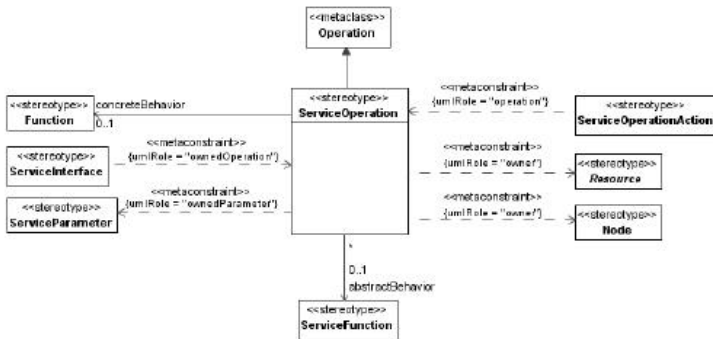 <<metaclass>>
Operation
<<stereotype>>
Function
concreteBehavior
0..1
<<stereotype>>
ServiceOperation
<<metaconstraint>>
{umlRole = "operation"}
<<stereotype>>
ServiceOperationAction
<<stereotype>>
ServiceInterface
<<metaconstraint>>
{umlRole = "ownedOperation"}
<<metaconstraint>>
{umlRole = "owner"}
<<stereotype>>
Resource
<<stereotype>>
ServiceParameter
<<metaconstraint>>
{umlRole = "ownedParameter"}
<<metaconstraint>>
{umlRole = "owner"}
<<stereotype>>
Node
*
0..1
abstractBehavior
<<stereotype>>
ServiceFunction